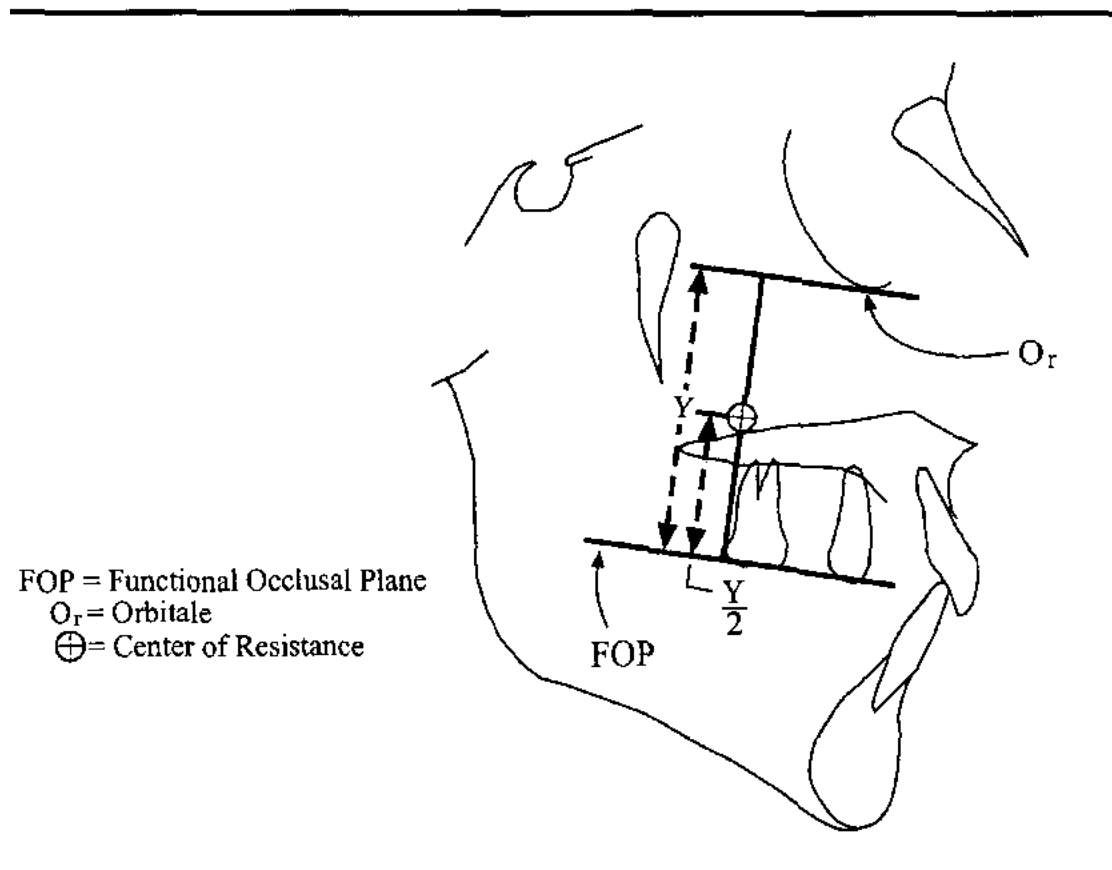 Or
Y
Y
2
FOP
FOP = Functional Occlusal Plane
Or = Orbitale
⊕= Center of Resistance